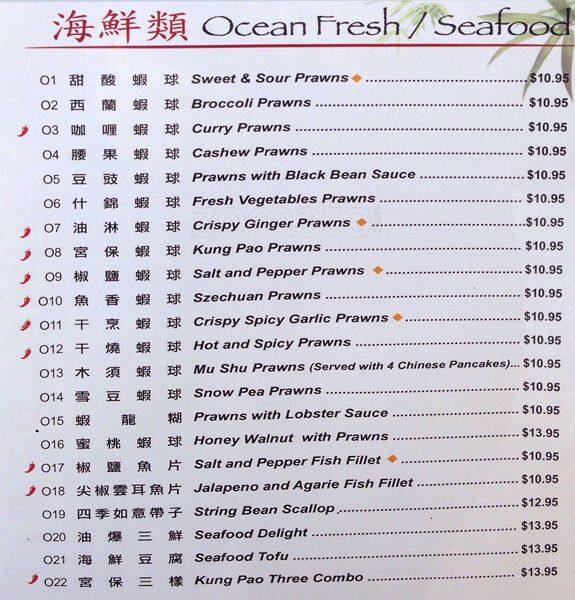 海鮮類 Ocean Fresh / Seafood
O1 甜酸蝦球 Sweet & Sour Prawns $10.95
O2 西蘭蝦球 Broccoli Prawns $10.95
O3 咖喱蝦球 Curry Prawns $10.95
O4 腰果蝦球 Cashew Prawns $10.95
O5 豆豉蝦球 Prawns with Black Bean Sauce $10.95
O6 什錦蝦球 Fresh Vegetables Prawns $10.95
O7 油淋蝦球 Crispy Ginger Prawns $10.95
O8 宮保蝦球 Kung Pao Prawns $10.95
O9 椒鹽蝦球 Salt and Pepper Prawns $10.95
O10 魚香蝦球 Szechuan Prawns $10.95
O11 干烹蝦球 Crispy Spicy Garlic Prawns $10.95
O12 干燒蝦球 Hot and Spicy Prawns $10.95
O13 木須蝦球 Mu Shu Prawns (Served with 4 Chinese Pancakes)... $10.95
O14 雪豆蝦球 Snow Pea Prawns $10.95
O15 蝦龍糊 Prawns with Lobster Sauce $10.95
O16 蜜桃蝦球 Honey Walnut with Prawns $13.95
O17 椒鹽魚片 Salt and Pepper Fish Fillet $10.95
O18 尖椒雲耳魚片 Jalapeno and Agarie Fish Fillet $10.95
O19 四季如意帶子 String Bean Scallop $12.95
O20 油爆三鮮 Seafood Delight $13.95
O21 海鮮豆腐 Seafood Tofu $13.95
O22 宮保三樣 Kung Pao Three Combo $13.95